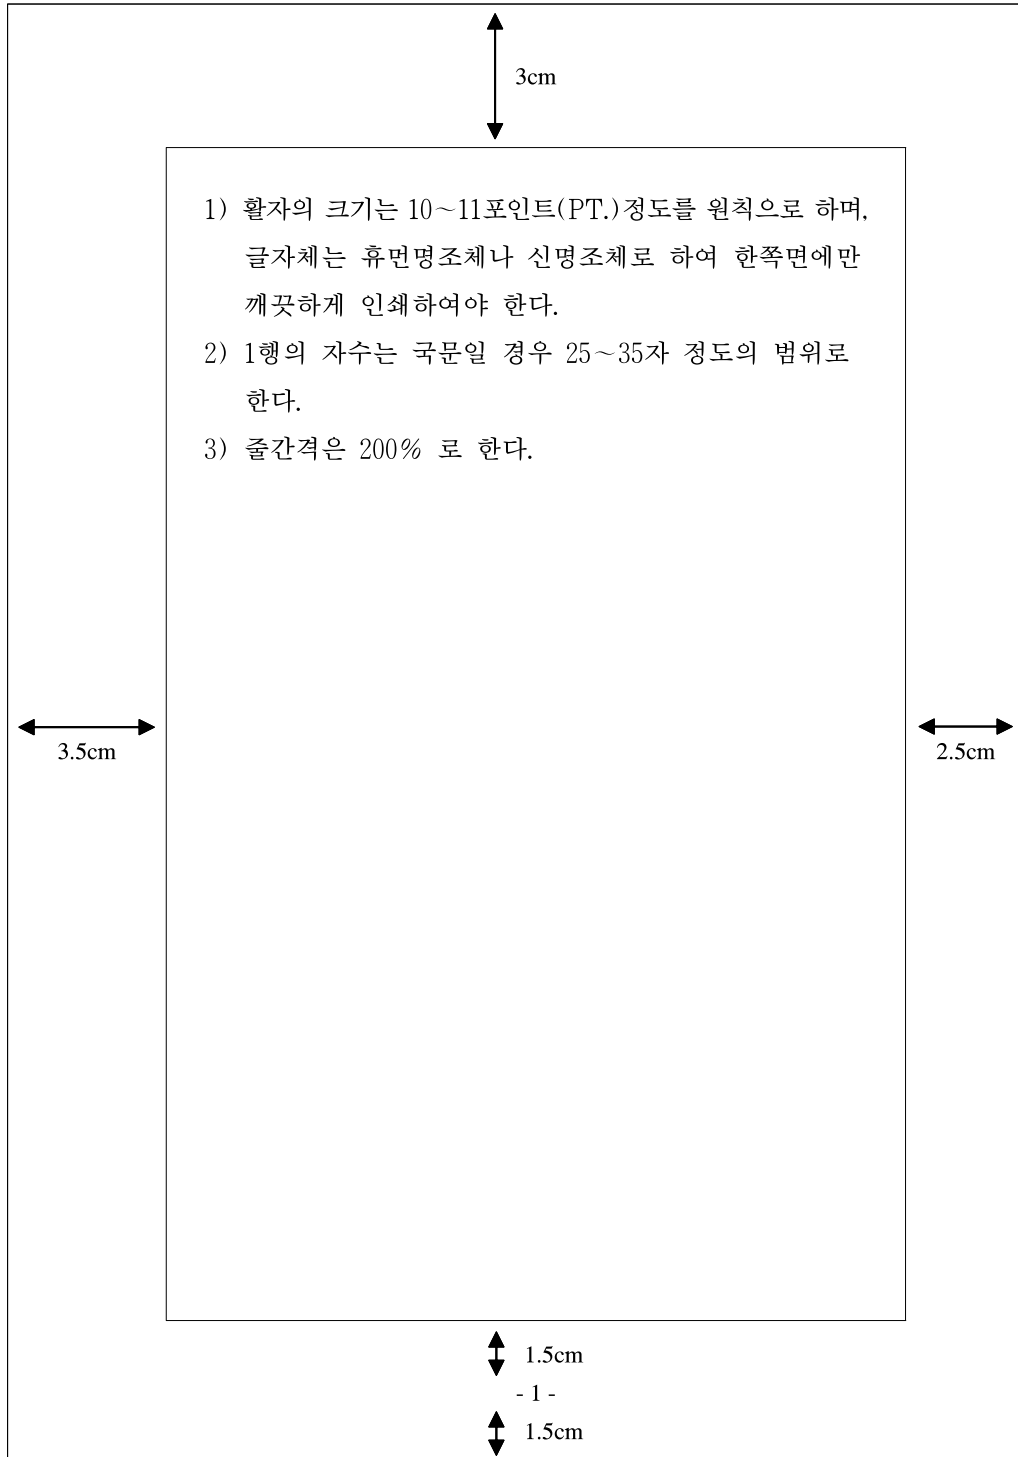 3cm
1) 활자의 크기는 10~11포인트(PT.)정도를 원칙으로 하며,
글자체는 휴먼명조체나 신명조체로 하여 한쪽면에만
깨끗하게 인쇄하여야 한다.
2) 1행의 자수는 국문일 경우 25~35자 정도의 범위로
한다.
3) 줄간격은 200% 로 한다.
3.5cm
2.5cm
1.5cm
- 1 -
1.5cm